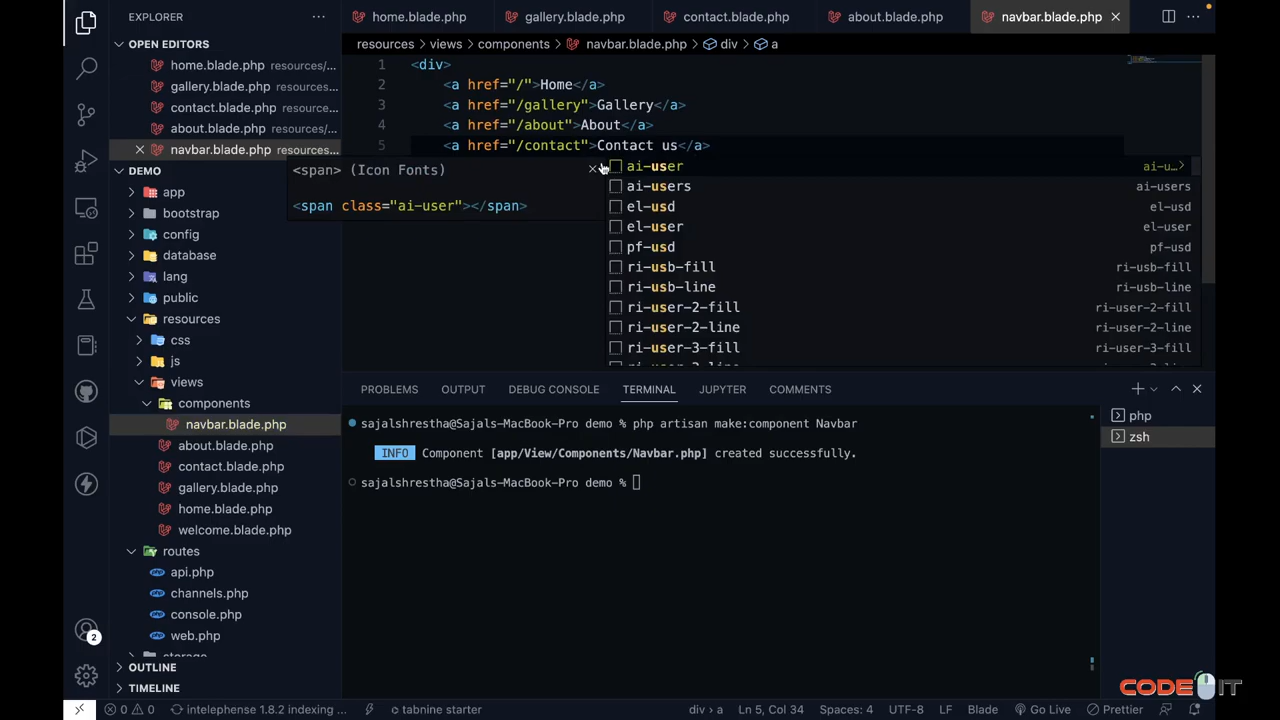 EXPLORER
home.blade.php
gallery.blade.php
contact.blade.php
about.blade.php
navbar.blade.php
OPEN EDITORS
home.blade.php resources/...
gallery.blade.php resource...
contact.blade.php resource...
about.blade.php resources/...
navbar.blade.php resources...
resources > views > components > navbar.blade.php > div > a
1 <div>
2 <a href="/">Home</a>
3 <a href="/gallery">Gallery</a>
4 <a href="/about">About</a>
5 <a href="/contact">Contact us</a>
<span> (Icon Fonts)
<span class="ai-user"></span>
ai-user ai-u...>
ai-users ai-users
el-usd el-usd
el-user el-user
pf-usd pf-usd
ri-usb-fill ri-usb-fill
ri-usb-line ri-usb-line
ri-user-2-fill ri-user-2-fill
ri-user-2-line ri-user-2-line
ri-user-3-fill ri-user-3-fill
DEMO
app
bootstrap
config
database
lang
public
resources
css
js
views
components
navbar.blade.php
about.blade.php
contact.blade.php
gallery.blade.php
home.blade.php
welcome.blade.php
routes
api.php
channels.php
console.php
web.php
OUTLINE
TIMELINE
PROBLEMS OUTPUT DEBUG CONSOLE TERMINAL JUPYTER COMMENTS
sajalshrestha@Sajals-MacBook-Pro demo % php artisan make:component Navbar
INFO Component [app/View/Components/Navbar.php] created successfully.
sajalshrestha@Sajals-MacBook-Pro demo %
php
zsh
2
CODE IT
0 0 intelephense 1.8.2 indexing ... tabnine starter div > a Ln 5, Col 34 Spaces: 4 UTF-8 LF Blade Go Live Prettier